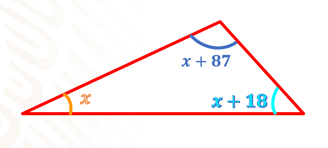 x + 87
x
x + 18